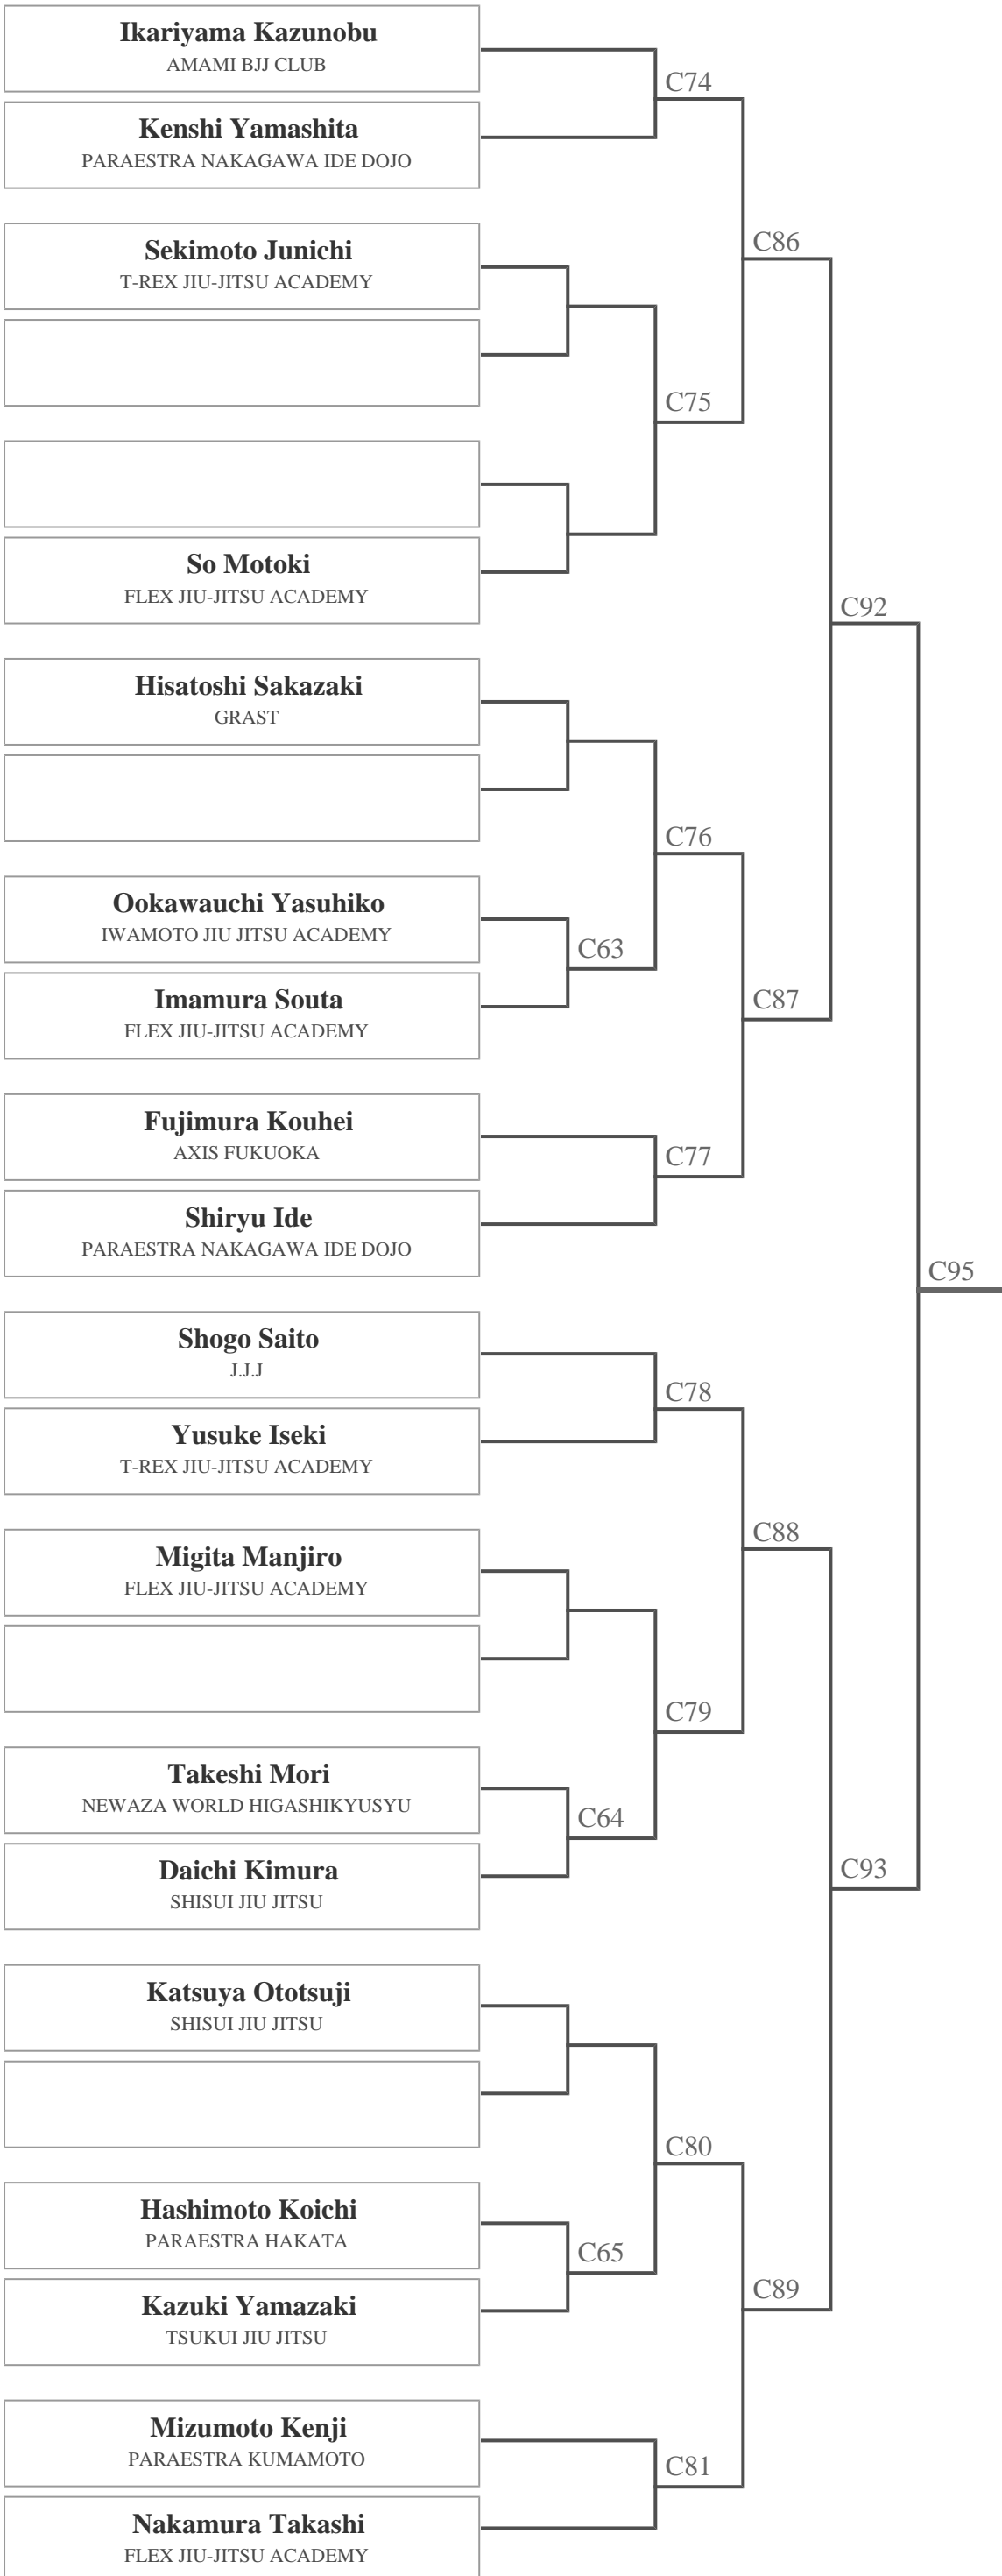 Ikariyama Kazunobu
AMAMI BJJ CLUB
C74
Kenshi Yamashita
PARAESTRA NAKAGAWA IDE DOJO
C86
Sekimoto Junichi
T-REX JIU-JITSU ACADEMY
C75
So Motoki
FLEX JIU-JITSU ACADEMY
C92
Hisatoshi Sakazaki
GRAST
C76
Ookawauchi Yasuhiko
IWAMOTO JIU JITSU ACADEMY
C63
Imamura Souta
FLEX JIU-JITSU ACADEMY
C87
Fujimura Kouhei
AXIS FUKUOKA
C77
Shiryu Ide
PARAESTRA NAKAGAWA IDE DOJO
C95
Shogo Saito
J.J.J
C78
Yusuke Iseki
T-REX JIU-JITSU ACADEMY
C88
Migita Manjiro
FLEX JIU-JITSU ACADEMY
C79
Takeshi Mori
NEWAZA WORLD HIGASHIKYUSYU
C64
Daichi Kimura
SHISUI JIU JITSU
C93
Katsuya Ototsuji
SHISUI JIU JITSU
C80
Hashimoto Koichi
PARAESTRA HAKATA
C65
Kazuki Yamazaki
TSUKUI JIU JITSU
C89
Mizumoto Kenji
PARAESTRA KUMAMOTO
C81
Nakamura Takashi
FLEX JIU-JITSU ACADEMY